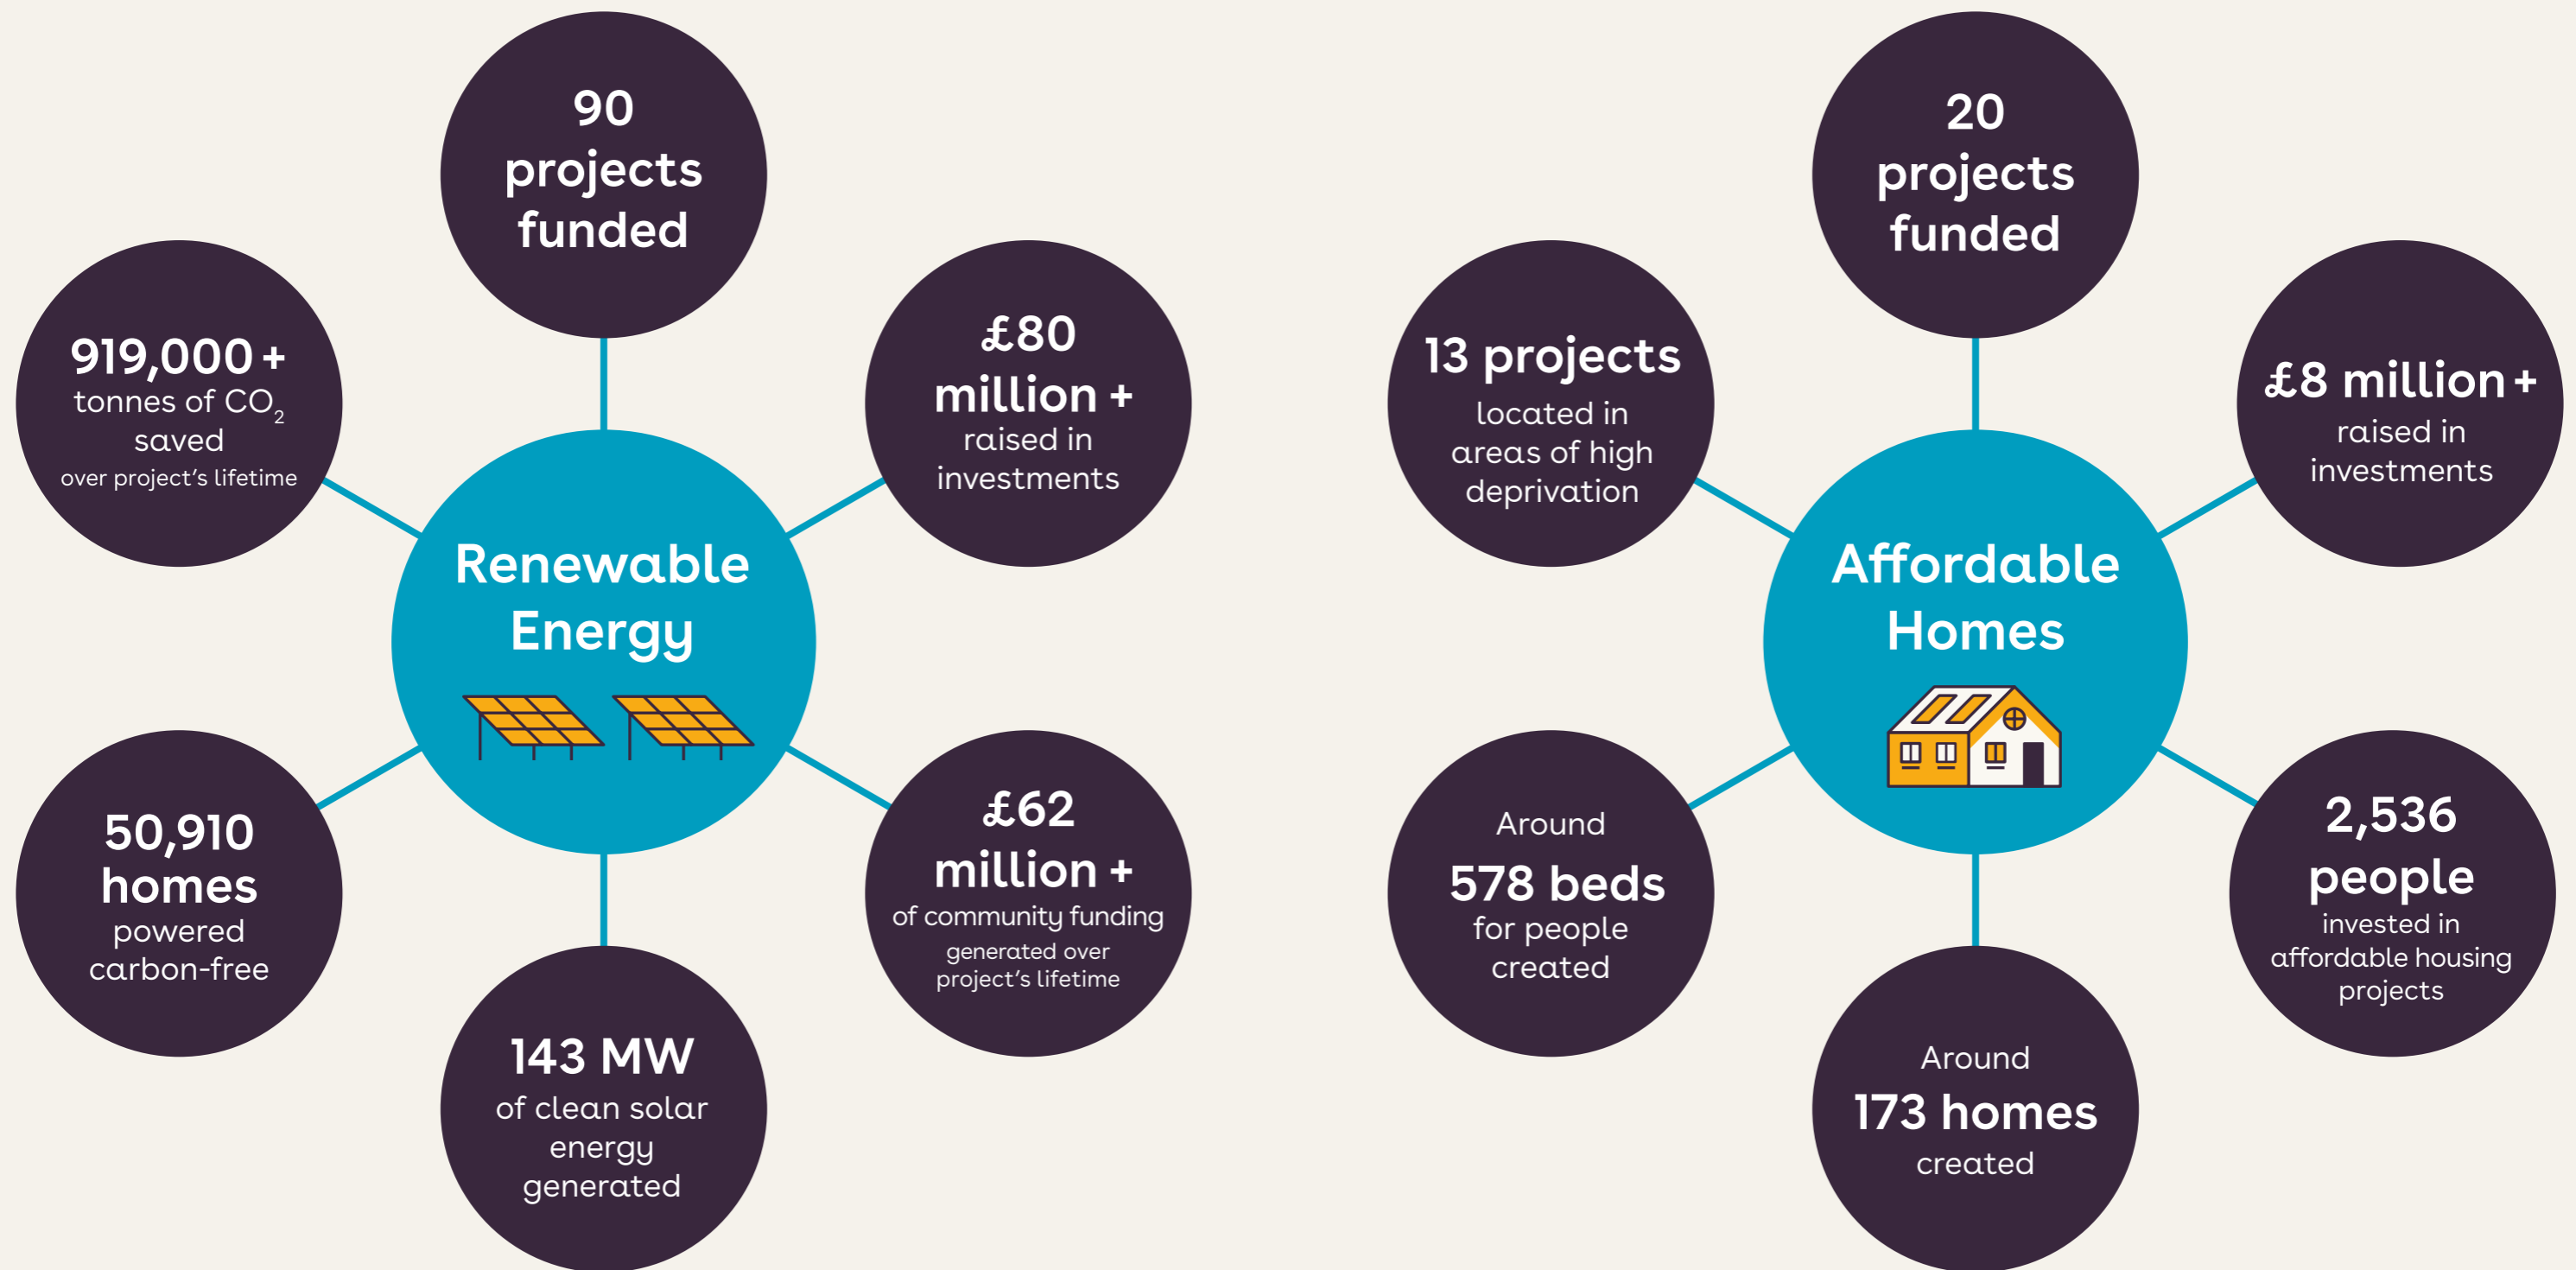 Renewable
Energy
90
projects
funded
£80
million +
raised in
investments
£62
million +
of community funding
generated over
project's lifetime
143 MW
of clean solar
energy
generated
50,910
homes
powered
carbon-free
919,000+
tonnes of CO₂
saved
over project's lifetime
Affordable
Homes
20
projects
funded
£8 million+
raised in
investments
2,536
people
invested in
affordable housing
projects
Around
173 homes
created
Around
578 beds
for people
created
13 projects
located in
areas of high
deprivation